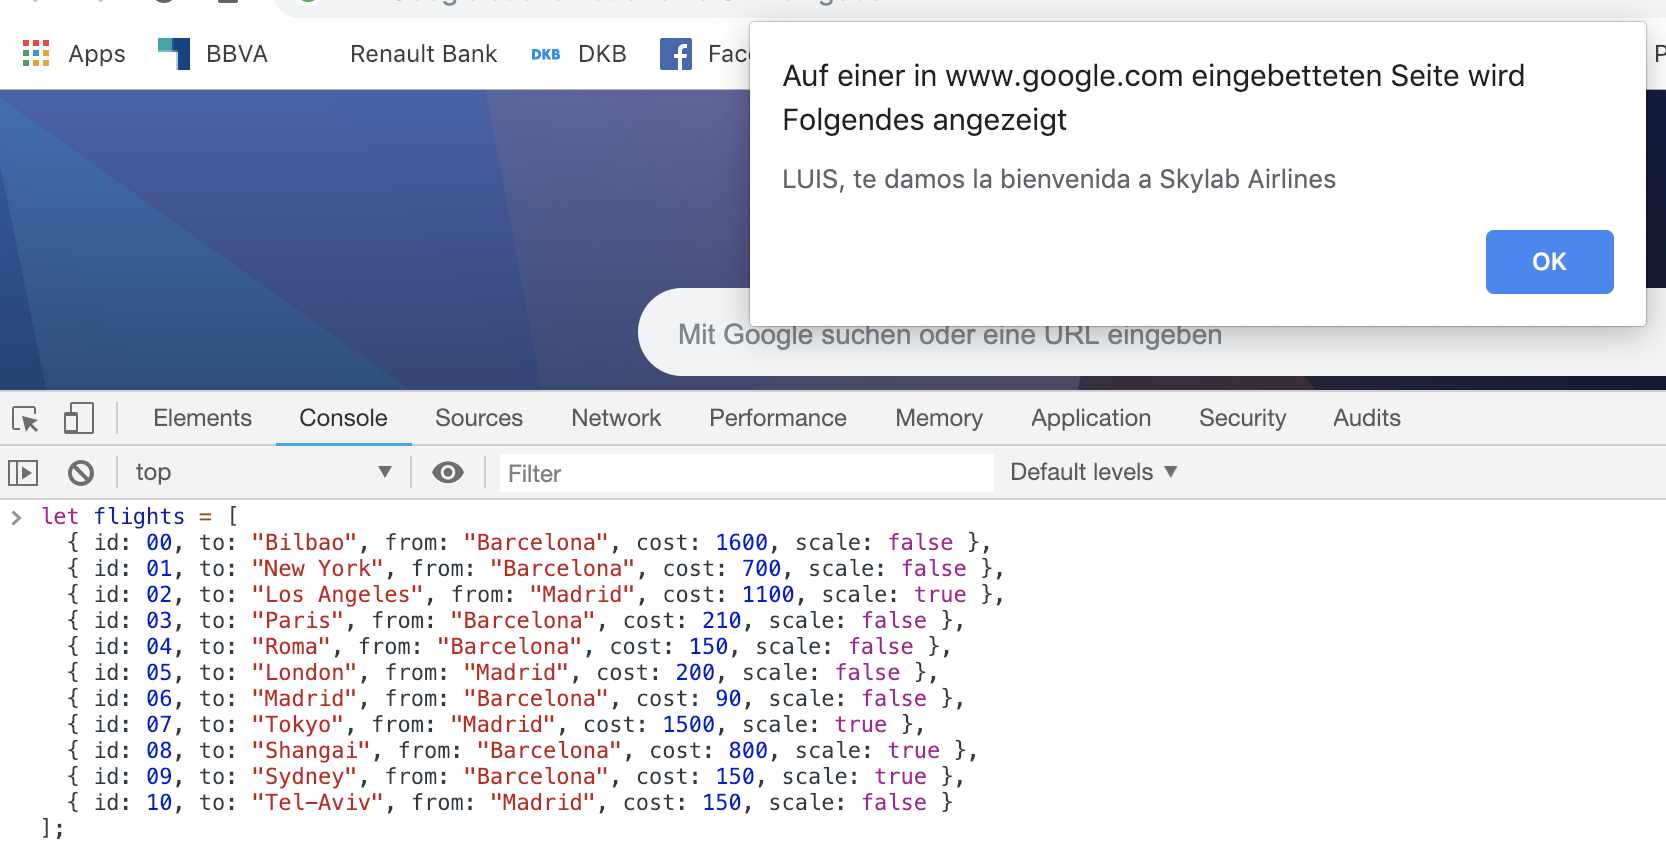 Apps BBVA Renault Bank DKB DKB Fac
Auf einer in www.google.com eingebetteten Seite wird
Folgendes angezeigt
LUIS, te damos la bienvenida a Skylab Airlines
OK
Mit Google suchen oder eine URL eingeben
Elements Console Sources Network Performance Memory Application Security Audits
top Filter Default levels
let flights = [
{ id: 00, to: "Bilbao", from: "Barcelona", cost: 1600, scale: false },
{ id: 01, to: "New York", from: "Barcelona", cost: 700, scale: false },
{ id: 02, to: "Los Angeles", from: "Madrid", cost: 1100, scale: true },
{ id: 03, to: "Paris", from: "Barcelona", cost: 210, scale: false },
{ id: 04, to: "Roma", from: "Barcelona", cost: 150, scale: false },
{ id: 05, to: "London", from: "Madrid", cost: 200, scale: false },
{ id: 06, to: "Madrid", from: "Barcelona", cost: 90, scale: false },
{ id: 07, to: "Tokyo", from: "Madrid", cost: 1500, scale: true },
{ id: 08, to: "Shangai", from: "Barcelona", cost: 800, scale: true },
{ id: 09, to: "Sydney", from: "Barcelona", cost: 150, scale: true },
{ id: 10, to: "Tel-Aviv", from: "Madrid", cost: 150, scale: false }
];